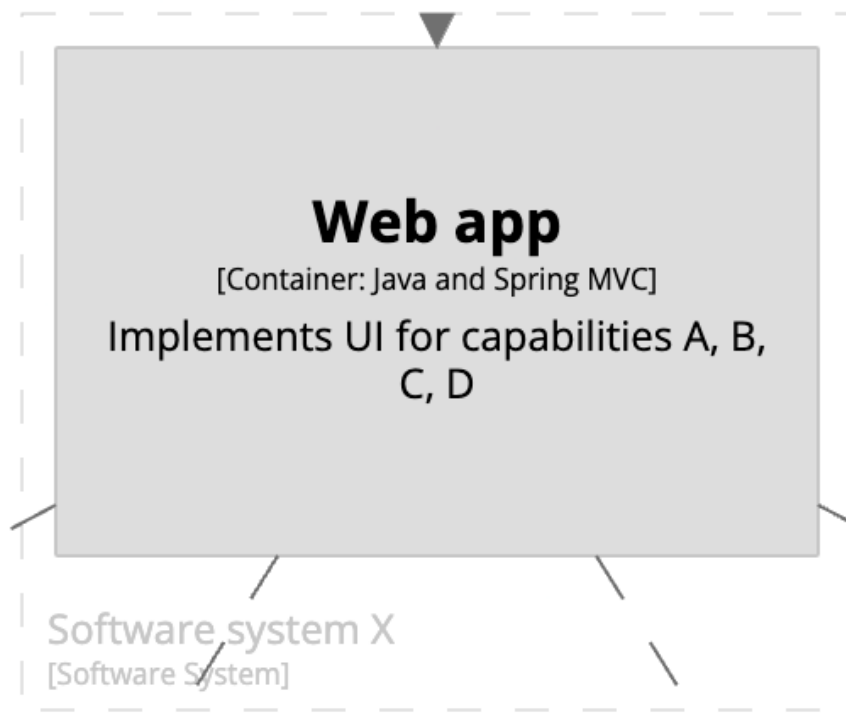 Web app
[Container: Java and Spring MVC]
Implements UI for capabilities A, B,
C, D
Software system X
[Software System]